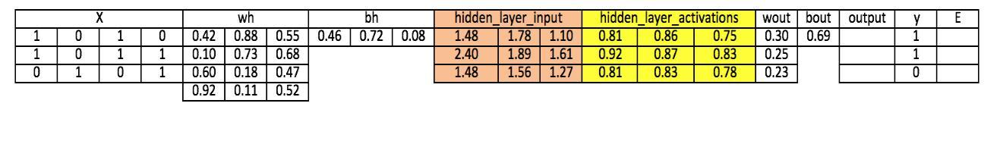 X wh bh hidden_layer_input hidden_layer_activations wout bout output y E
1 0 1 0 0.42 0.88 0.55 0.46 0.72 0.08 1.48 1.78 1.10 0.81 0.86 0.75 0.30 0.69 1
1 0 1 1 0.10 0.73 0.68 2.40 1.89 1.61 0.92 0.87 0.83 0.25 1
0 1 0 1 0.60 0.18 0.47 1.48 1.56 1.27 0.81 0.83 0.78 0.23 0
0.92 0.11 0.52